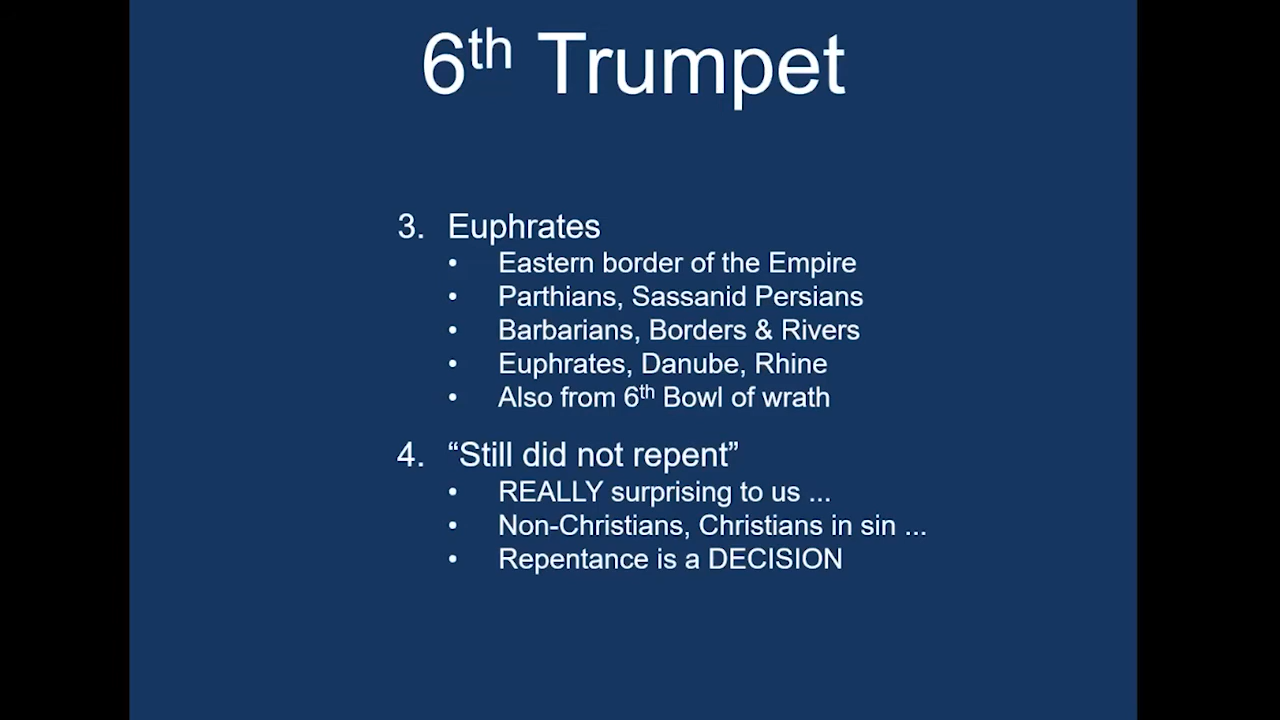 6th Trumpet
3. Euphrates
• Eastern border of the Empire
• Parthians, Sassanid Persians
• Barbarians, Borders & Rivers
• Euphrates, Danube, Rhine
• Also from 6th Bowl of wrath
4. “Still did not repent”
• REALLY surprising to us ...
• Non-Christians, Christians in sin ...
• Repentance is a DECISION